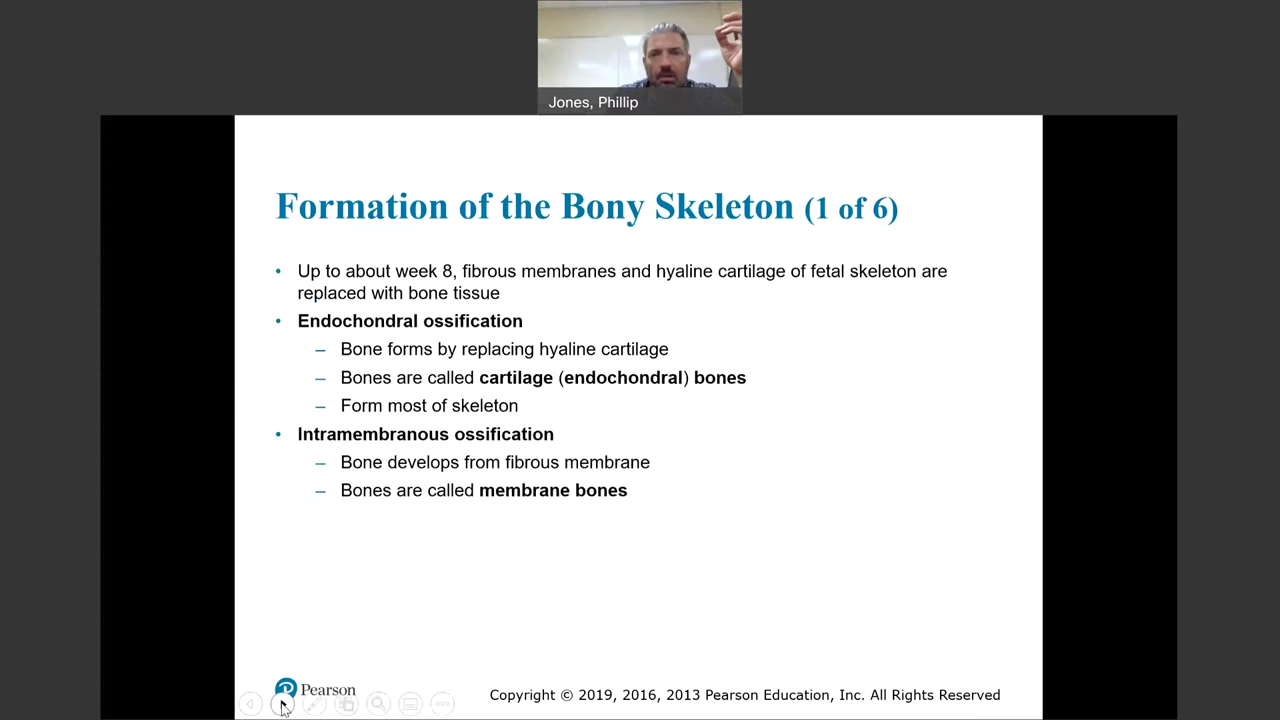 Jones, Phillip
Formation of the Bony Skeleton (1 of 6)
• Up to about week 8, fibrous membranes and hyaline cartilage of fetal skeleton are
replaced with bone tissue
• Endochondral ossification
– Bone forms by replacing hyaline cartilage
– Bones are called cartilage (endochondral) bones
– Form most of skeleton
• Intramembranous ossification
– Bone develops from fibrous membrane
– Bones are called membrane bones
Pearson
Copyright © 2019, 2016, 2013 Pearson Education, Inc. All Rights Reserved